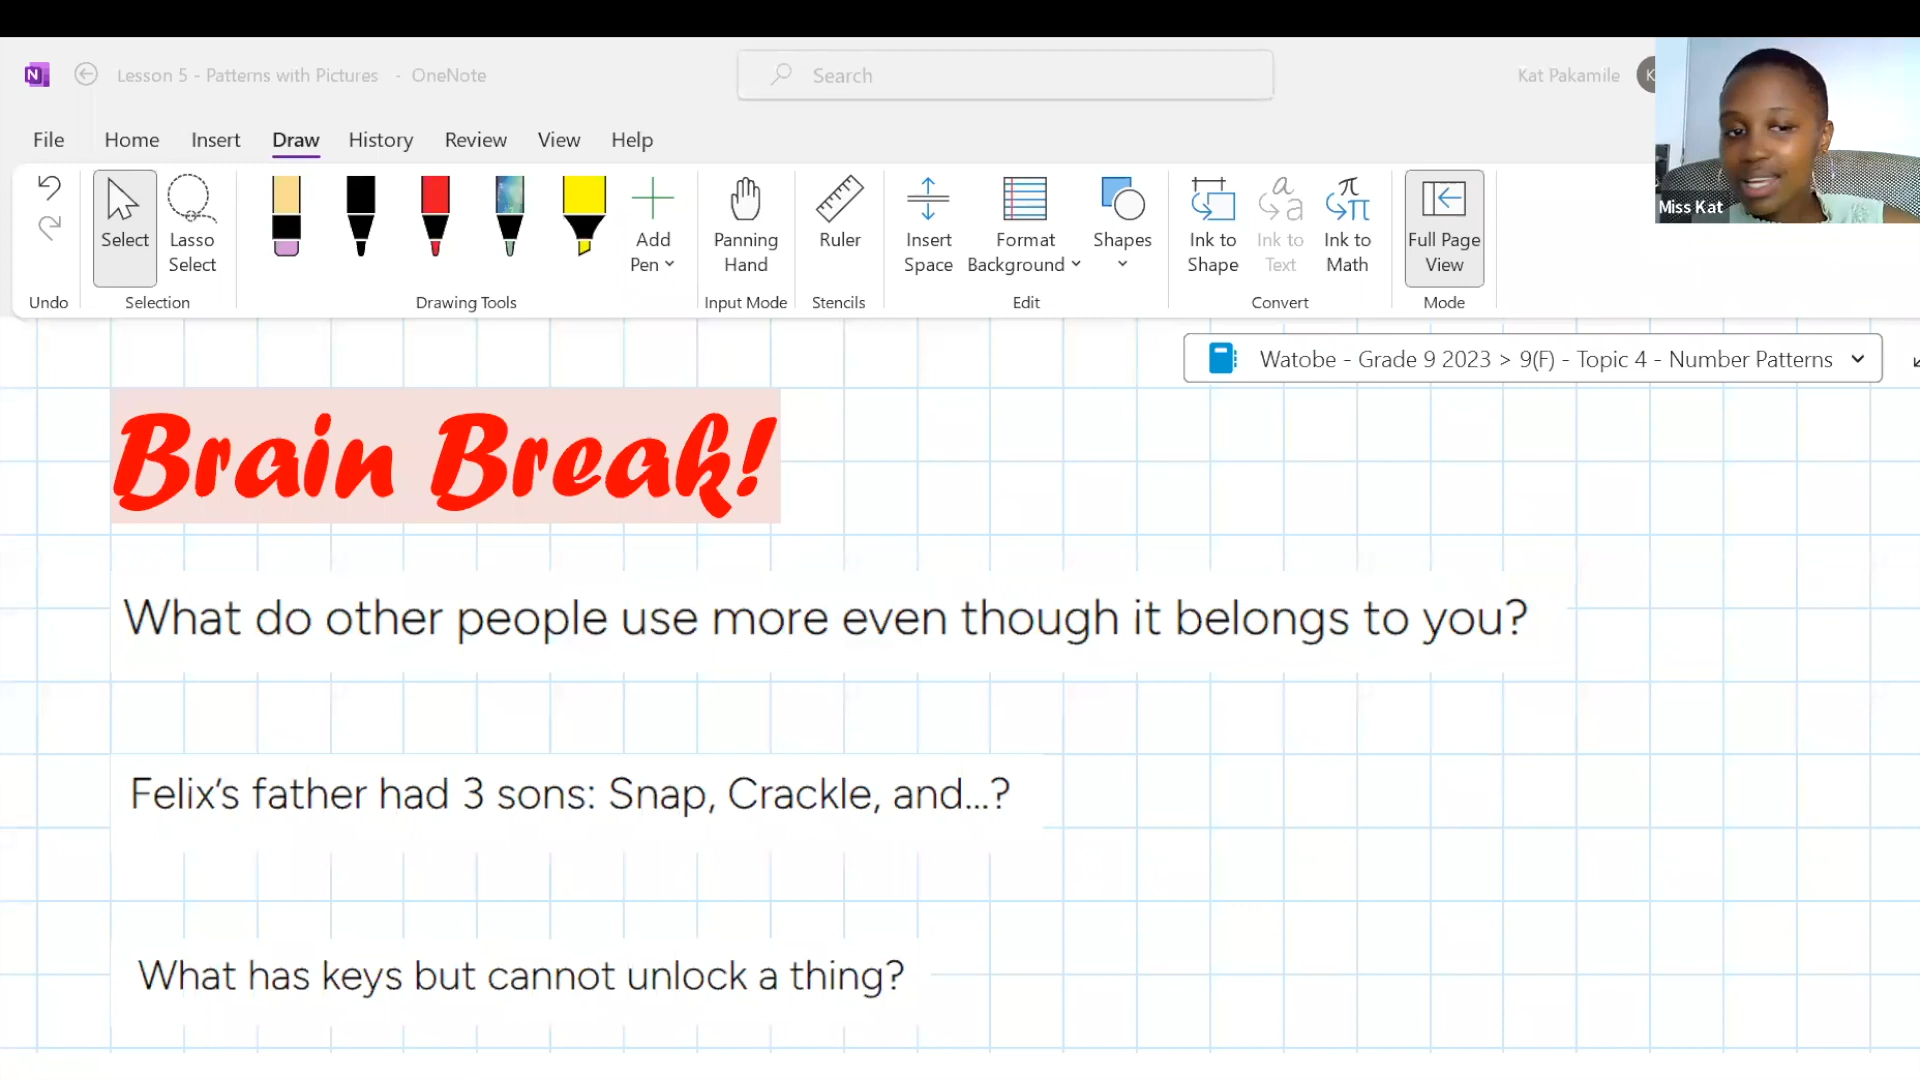 Lesson 5 - Patterns with Pictures - OneNote
Search
Kat Pakamile
K
File Home Insert Draw History Review View Help
Select
Lasso Select
Add Pen
Panning Hand
Ruler
Insert Space
Format Background
Shapes
Ink to Shape
Ink to Text
Ink to Math
Full Page View
Undo Selection Drawing Tools Input Mode Stencils Edit Convert Mode
Miss Kat
Watobe - Grade 9 2023 > 9(F) - Topic 4 - Number Patterns
Brain Break!
What do other people use more even though it belongs to you?
Felix's father had 3 sons: Snap, Crackle, and...?
What has keys but cannot unlock a thing?